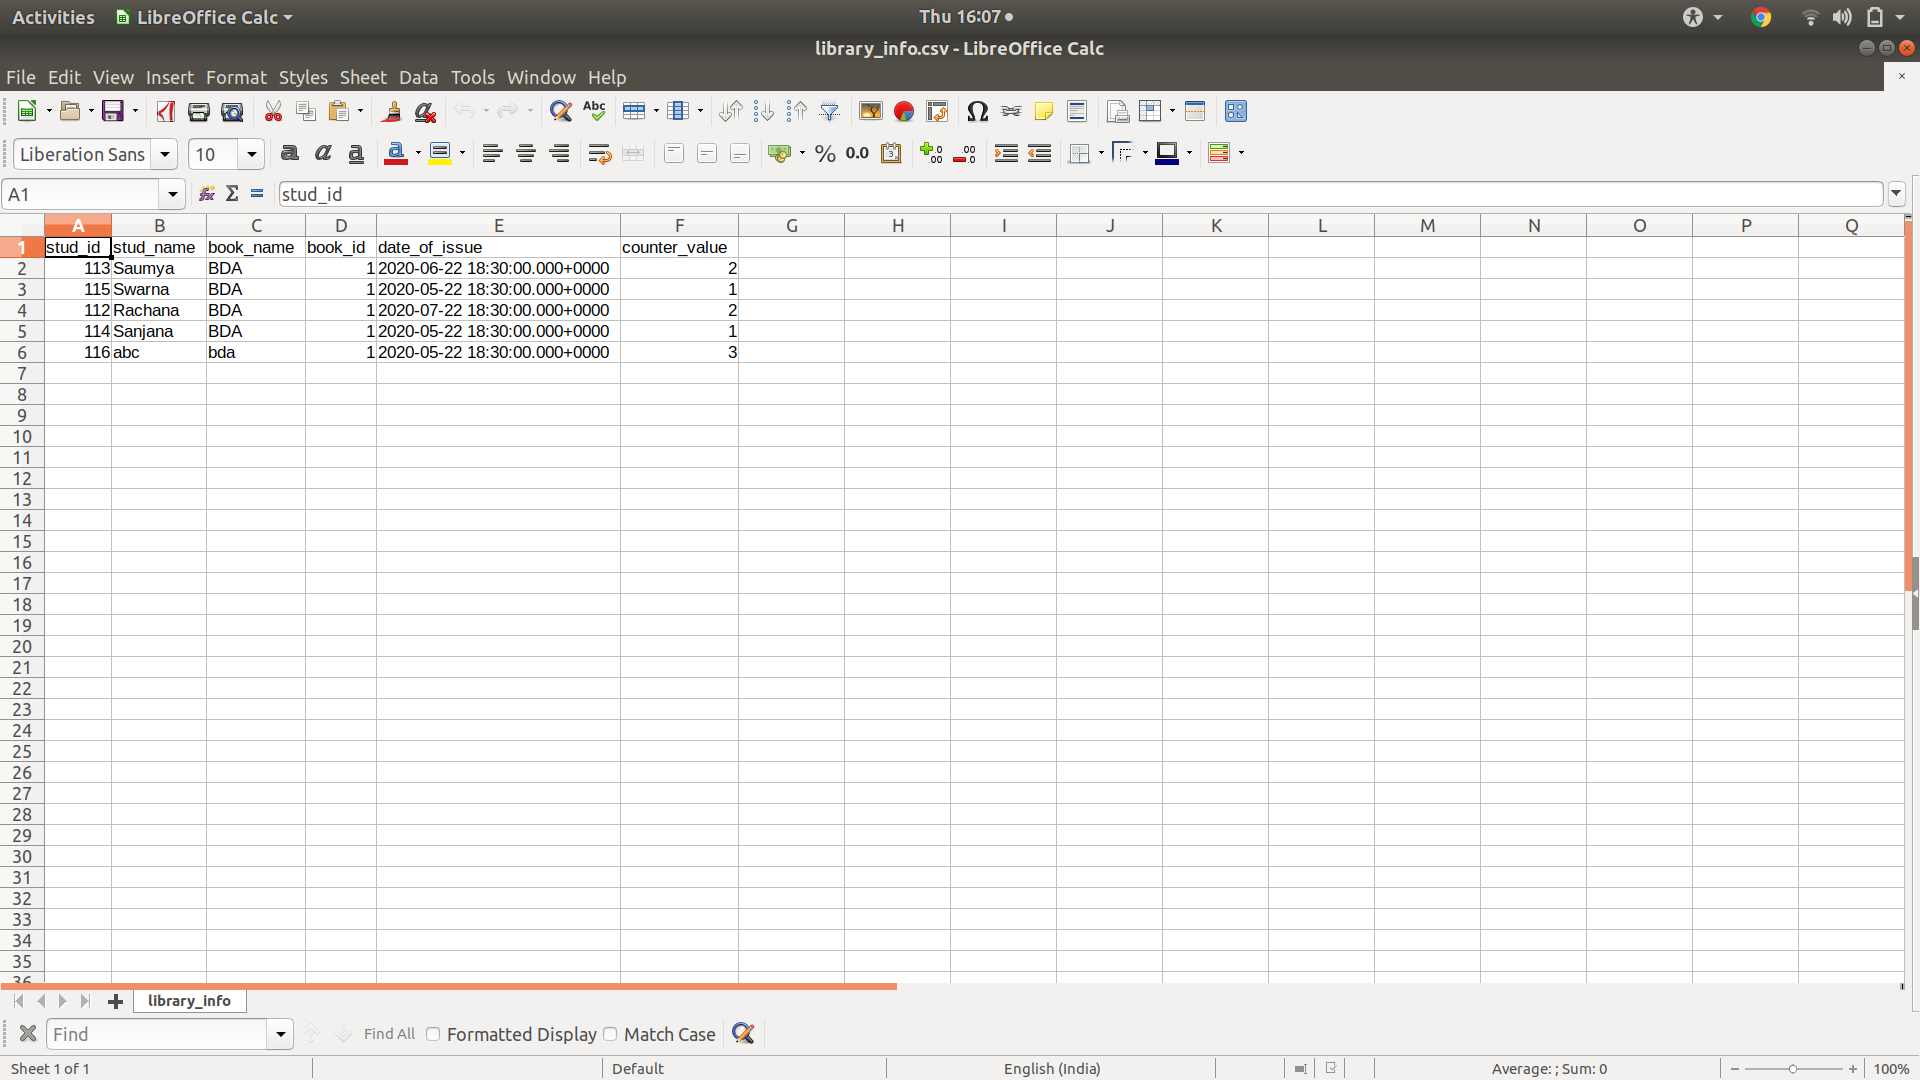 Activities LibreOffice Calc Thu 16:07
library_info.csv - LibreOffice Calc
File Edit View Insert Format Styles Sheet Data Tools Window Help
Liberation Sans 10
A1 stud_id
A B C D E F G H I J K L M N O P Q
1 stud_id stud_name book_name book_id date_of_issue counter_value
2 113 Saumya BDA 1 2020-06-22 18:30:00.000+0000 2
3 115 Swarna BDA 1 2020-05-22 18:30:00.000+0000 1
4 112 Rachana BDA 1 2020-07-22 18:30:00.000+0000 2
5 114 Sanjana BDA 1 2020-05-22 18:30:00.000+0000 1
6 116 abc bda 1 2020-05-22 18:30:00.000+0000 3
7
8
9
10
11
12
13
14
15
16
17
18
19
20
21
22
23
24
25
26
27
28
29
30
31
32
33
34
35
36
library_info
Find Find All Formatted Display Match Case
Sheet 1 of 1 Default English (India) Average: ; Sum: 0 100%